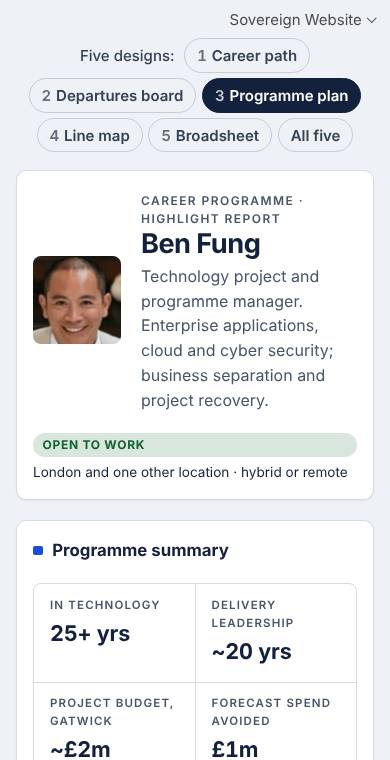 Sovereign Website
Five designs: 1 Career path
2 Departures board 3 Programme plan
4 Line map 5 Broadsheet All five
CAREER PROGRAMME ·
HIGHLIGHT REPORT
Ben Fung
Technology project and
programme manager.
Enterprise applications,
cloud and cyber security;
business separation and
project recovery.
OPEN TO WORK
London and one other location · hybrid or remote
Programme summary
IN TECHNOLOGY
25+ yrs
DELIVERY
LEADERSHIP
~20 yrs
PROJECT BUDGET,
GATWICK
~£2m
FORECAST SPEND
AVOIDED
£1m